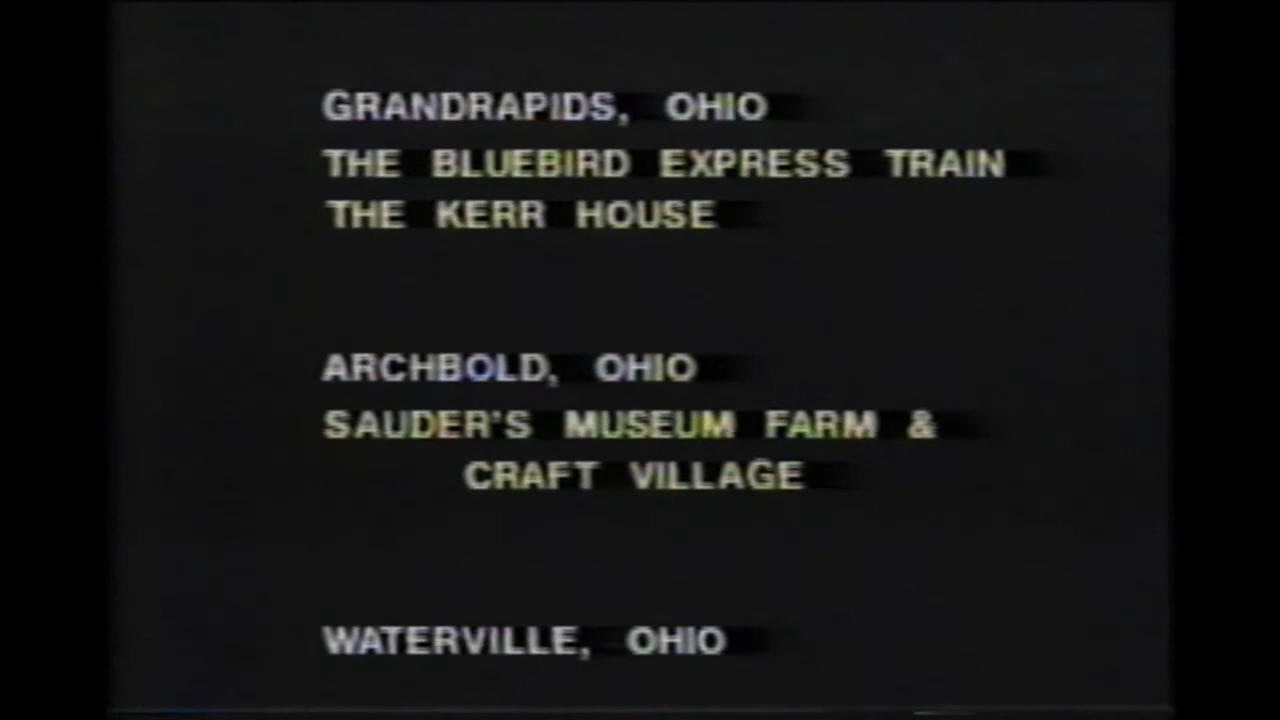 GRANDRAPIDS, OHIO
THE BLUEBIRD EXPRESS TRAIN
THE KERR HOUSE
ARCHBOLD, OHIO
SAUDER'S MUSEUM FARM &
CRAFT VILLAGE
WATERVILLE, OHIO